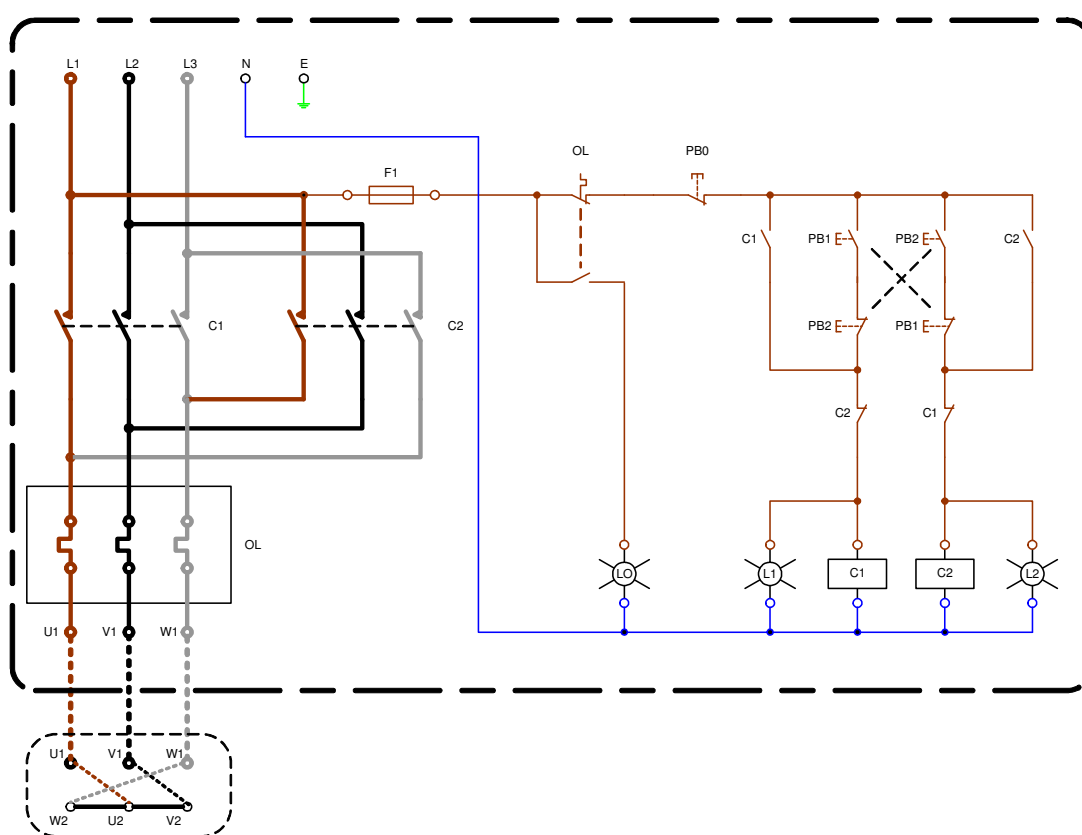 L1 L2 L3 N E
F1 OL PB0
C1 PB1 PB2 C2
C1 C2 PB2 PB1
C2 C1
OL
LO L1 C1 C2 L2
U1 V1 W1
U1 V1 W1
W2 U2 V2